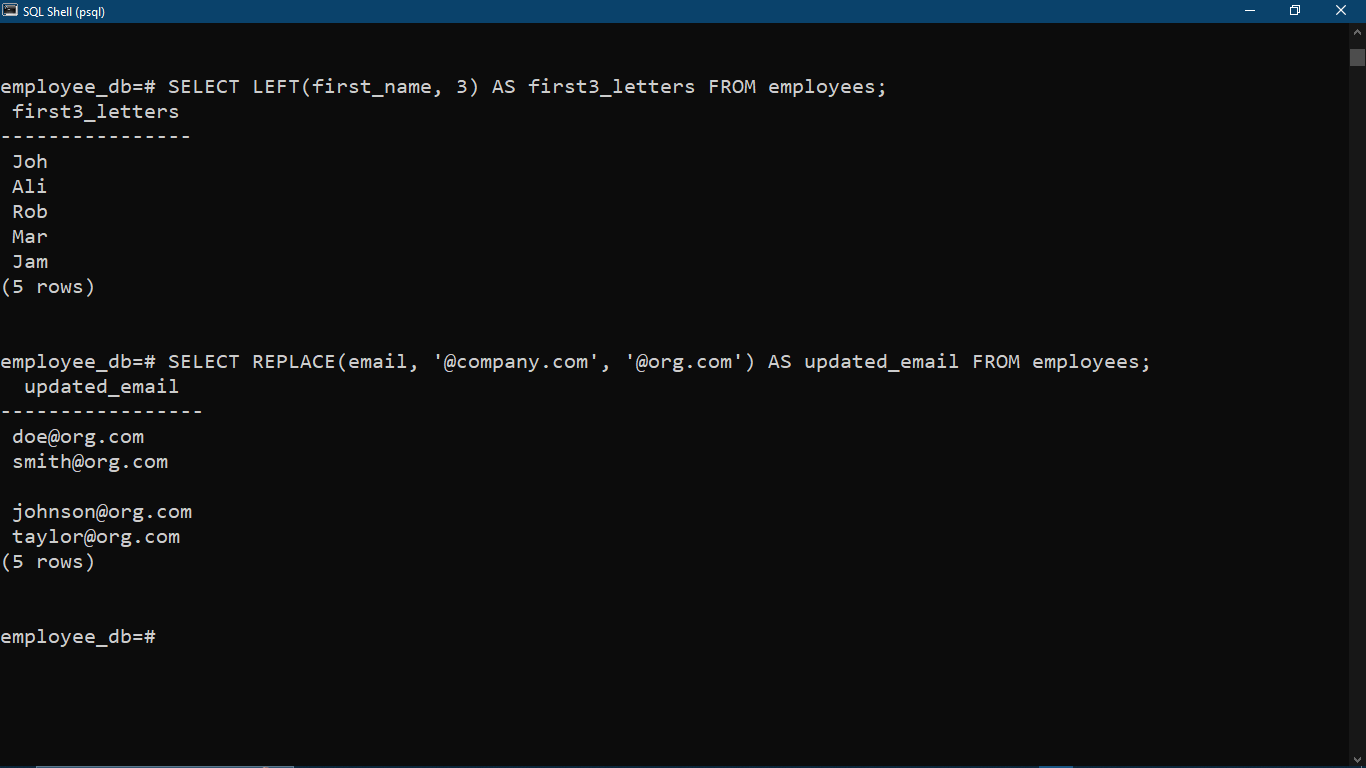 SQL Shell (psql)
employee_db=# SELECT LEFT(first_name, 3) AS first3_letters FROM employees;
first3_letters
----------------
Joh
Ali
Rob
Mar
Jam
(5 rows)
employee_db=# SELECT REPLACE(email, '@company.com', '@org.com') AS updated_email FROM employees;
updated_email
-----------------
doe@org.com
smith@org.com
johnson@org.com
taylor@org.com
(5 rows)
employee_db=#